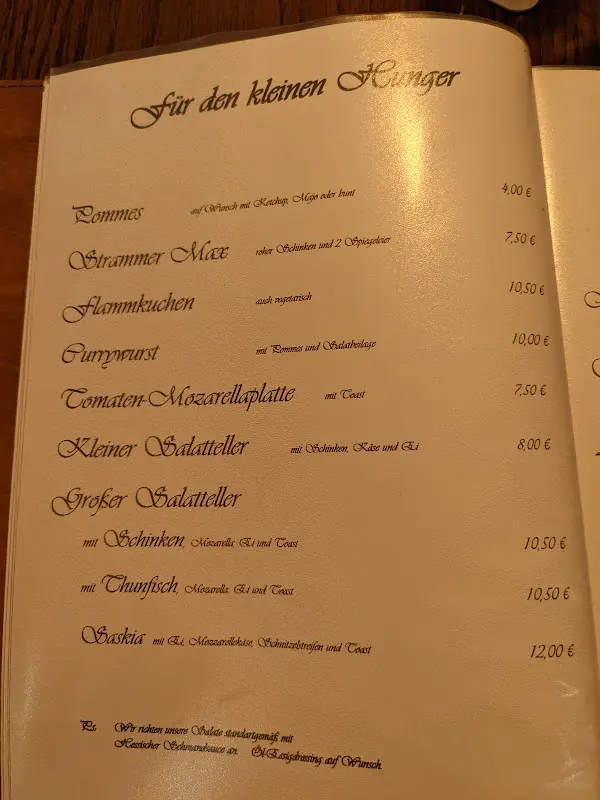 Für den kleinen Hunger
Pommes auf Wunsch mit Ketchup, Majo oder bunt 4,00 €
Strammer Max roher Schinken und 2 Spiegeleier 7,50 €
Flammkuchen auch vegetarisch 10,50 €
Currywurst mit Pommes und Salatbeilage 10,00 €
Tomaten-Mozarellaplatte mit Toast 7,50 €
Kleiner Salatteller mit Schinken, Käse und Ei 8,00 €
Großer Salatteller
mit Schinken, Mozarella, Ei und Toast 10,50 €
mit Thunfisch, Mozarella, Ei und Toast 10,50 €
Saskia mit Ei, Mozzarellekäse, Schnitzelstreifen und Toast 12,00 €
Ps: Wir richten unsere Salate standartgemäß mit
Hessischer Schmandsauce an. Öl-Essigdressing auf Wunsch.